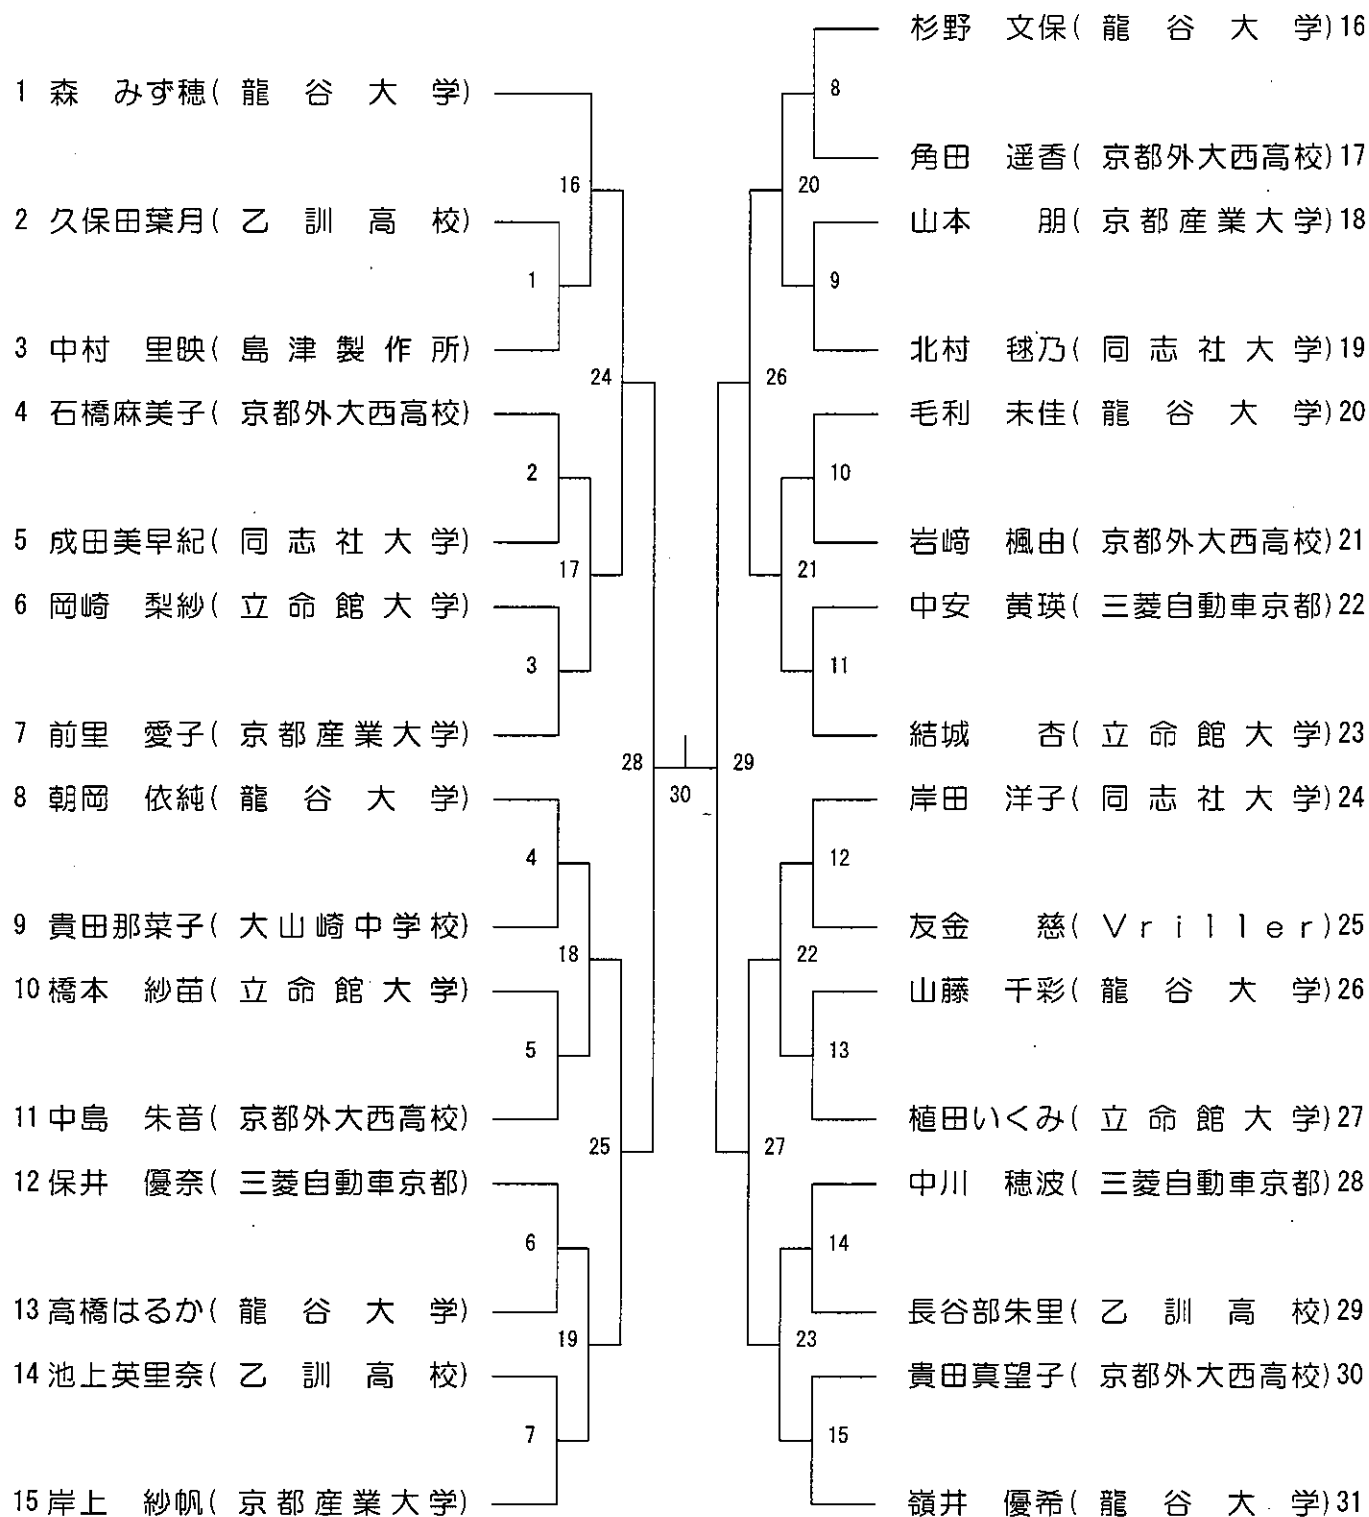 1 森 みず穂( 龍谷大学)
16
2 久保田葉月( 乙訓高校)
1
3 中村 里映( 島津製作所)
24
4 石橋麻美子( 京都外大西高校)
2
5 成田美早紀( 同志社大学)
17
6 岡崎 梨紗( 立命館大学)
3
7 前里 愛子( 京都産業大学)
28
8 朝岡 依純( 龍谷大学)
4
9 貴田那菜子( 大山崎中学校)
18
10 橋本 紗苗( 立命館大学)
5
11 中島 朱音( 京都外大西高校)
25
12 保井 優奈( 三菱自動車京都)
6
13 高橋はるか( 龍谷大学)
19
14 池上英里奈( 乙訓高校)
7
15 岸上 紗帆( 京都産業大学)
30
杉野 文保( 龍谷大学)16
8
角田 遥香( 京都外大西高校)17
20
山本 朋( 京都産業大学)18
9
北村 毬乃( 同志社大学)19
26
毛利 未佳( 龍谷大学)20
10
岩﨑 楓由( 京都外大西高校)21
21
中安 黄瑛( 三菱自動車京都)22
11
結城 杏( 立命館大学)23
29
岸田 洋子( 同志社大学)24
12
友金 慈( Vriller)25
22
山藤 千彩( 龍谷大学)26
13
植田いくみ( 立命館大学)27
27
中川 穂波( 三菱自動車京都)28
14
長谷部朱里( 乙訓高校)29
23
貴田真望子( 京都外大西高校)30
15
嶺井 優希( 龍谷大学)31